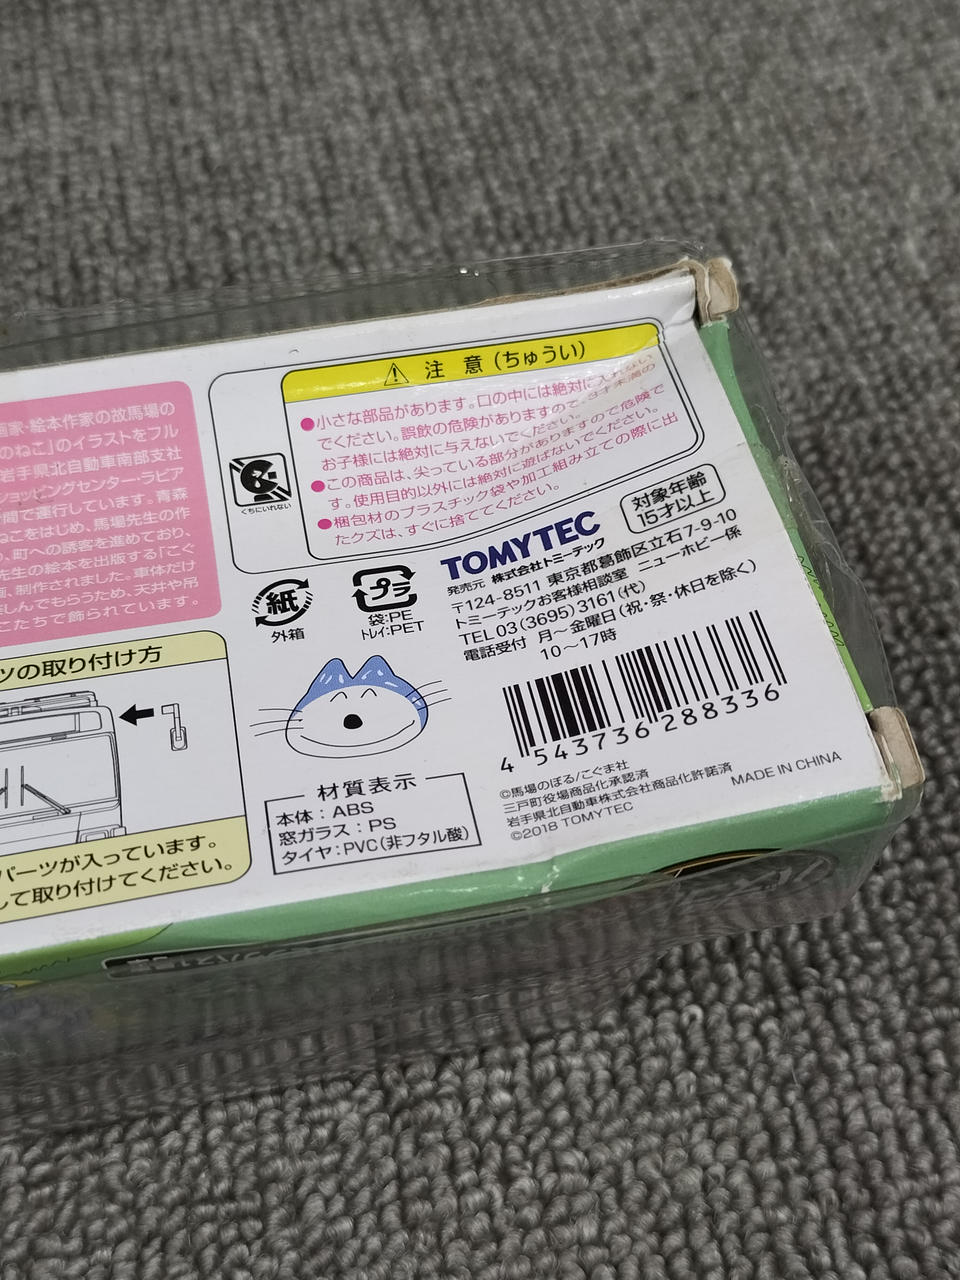 画家・絵本作家の故馬場の
のねこ」のイラストをフル
岩手県北自動車南部支社
ショッピングセンター・ラピア
間で運行しています。青森
ねこをはじめ、馬場先生の作
、町への誘客を進めており、
先生の絵本を出版する「こぐ
、制作されました。車体だけ
楽しんでもらうため、天井や吊
こたちで飾られています。
ツの取り付け方
パーツが入っています。
して取り付けてください。
注 意(ちゅうい)
●小さな部品があります。口の中には絶対に入れない
でください。誤飲の危険がありますので、3才未満の
お子様には絶対に与えないでください。
●この商品は、尖っている部分がありますので危険で
す。使用目的以外には絶対に遊ばないでください。
●梱包材のプラスチック袋や加工組み立ての際に出
たクズは、すぐに捨ててください。
くちにいれない
対象年齢
15才以上
紙
外箱
プラ
袋:PE
トレイ:PET
TOMYTEC
発売元 株式会社トミーテック
〒124-8511 東京都葛飾区立石7-9-10
トミーテックお客様相談室 ニューホビー係
TEL 03(3695)3161(代)
電話受付 月~金曜日(祝・祭・休日を除く)
10~17時
4 543736 288336
材質表示
本体:ABS
窓ガラス:PS
タイヤ:PVC(非フタル酸)
©馬場のぼる/こぐま社
三戸町役場商品化承認済
岩手県北自動車株式会社商品化許諾済
©2018 TOMYTEC
MADE IN CHINA